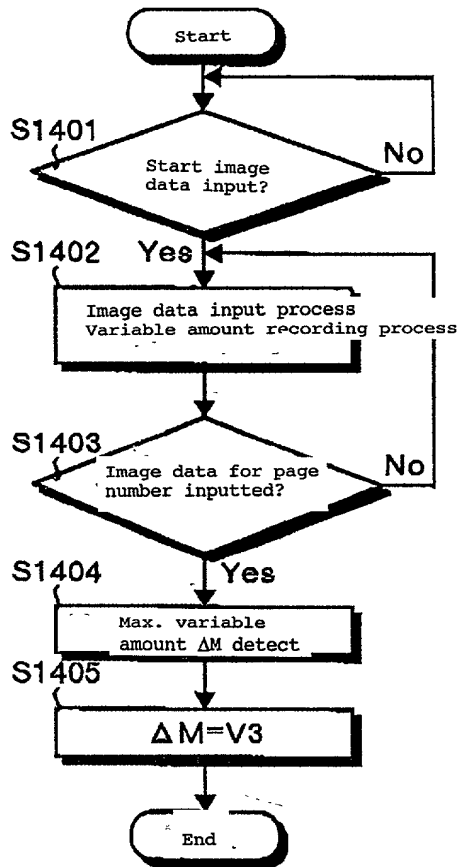 Start
S1401
Start image
data input?
No
S1402
Yes
Image data input process
Variable amount recording process
S1403
Image data for page
number inputted?
No
Yes
S1404
Max. variable
amount ΔM detect
S1405
ΔM=V3
End